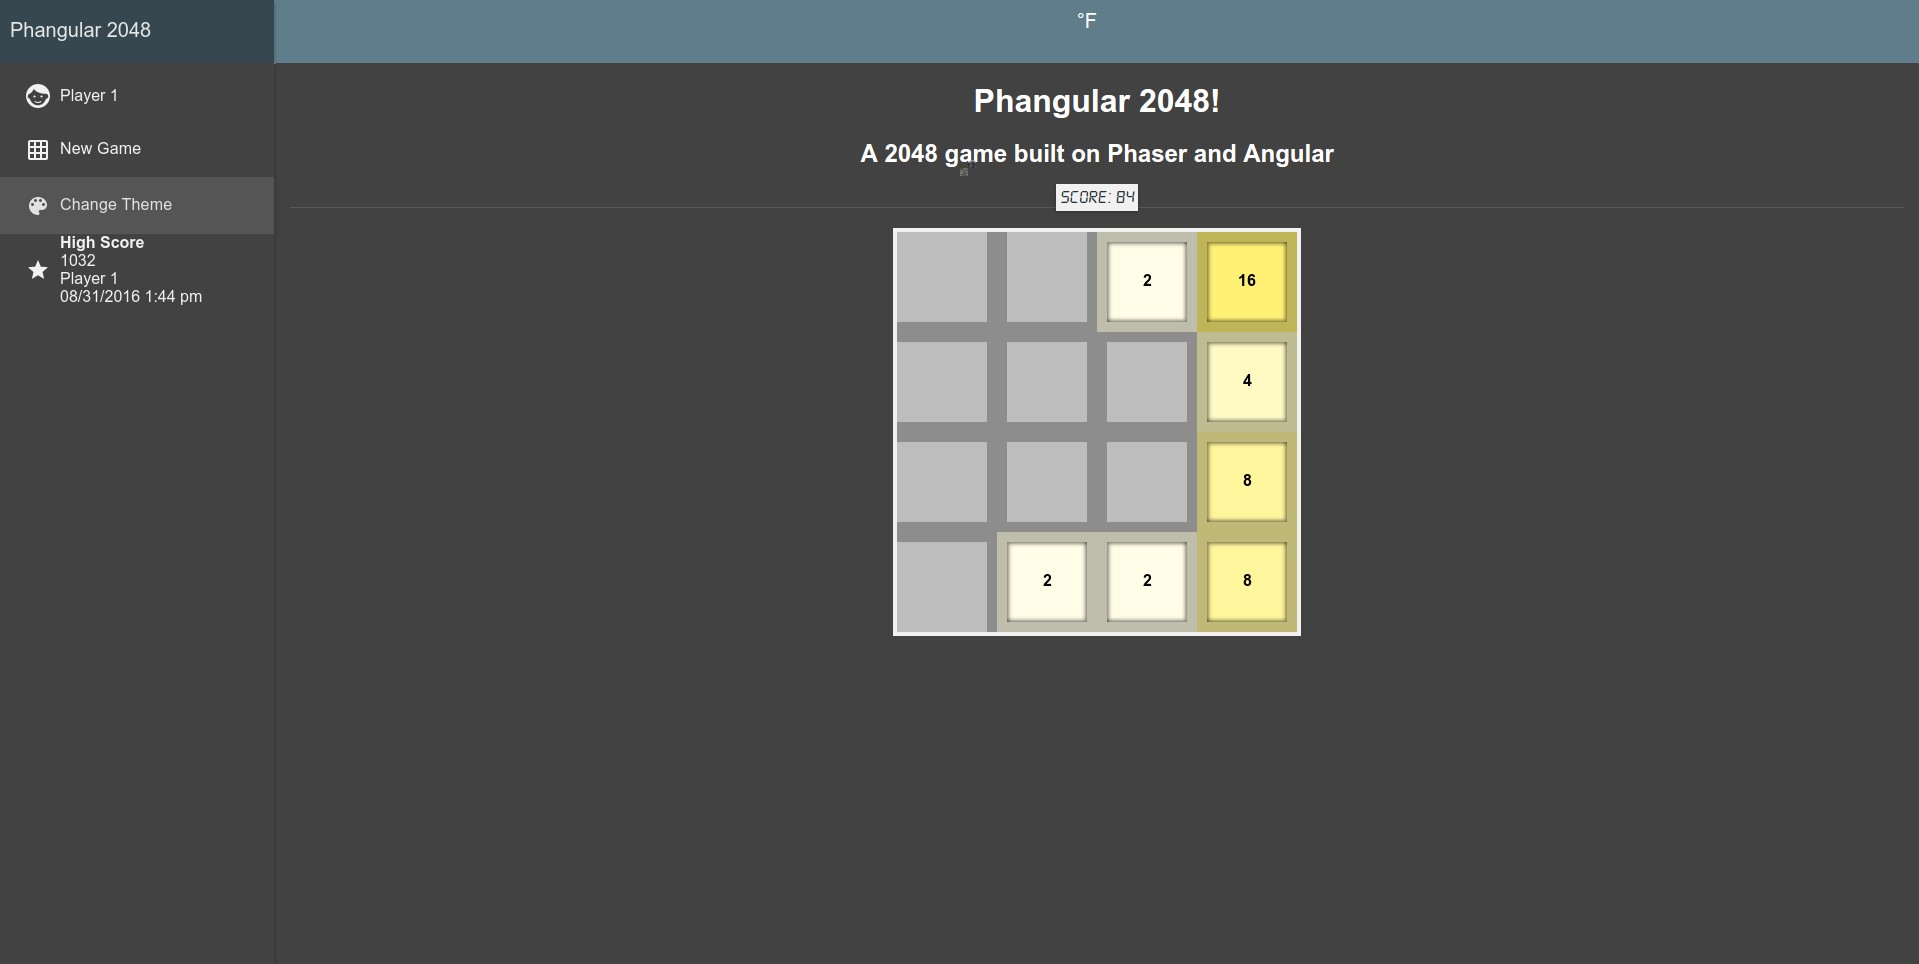 Phangular 2048
°F
Player 1
New Game
Change Theme
High Score
1032
Player 1
08/31/2016 1:44 pm
Phangular 2048!
A 2048 game built on Phaser and Angular
SCORE: 84
2 16
4
8
2 2 8